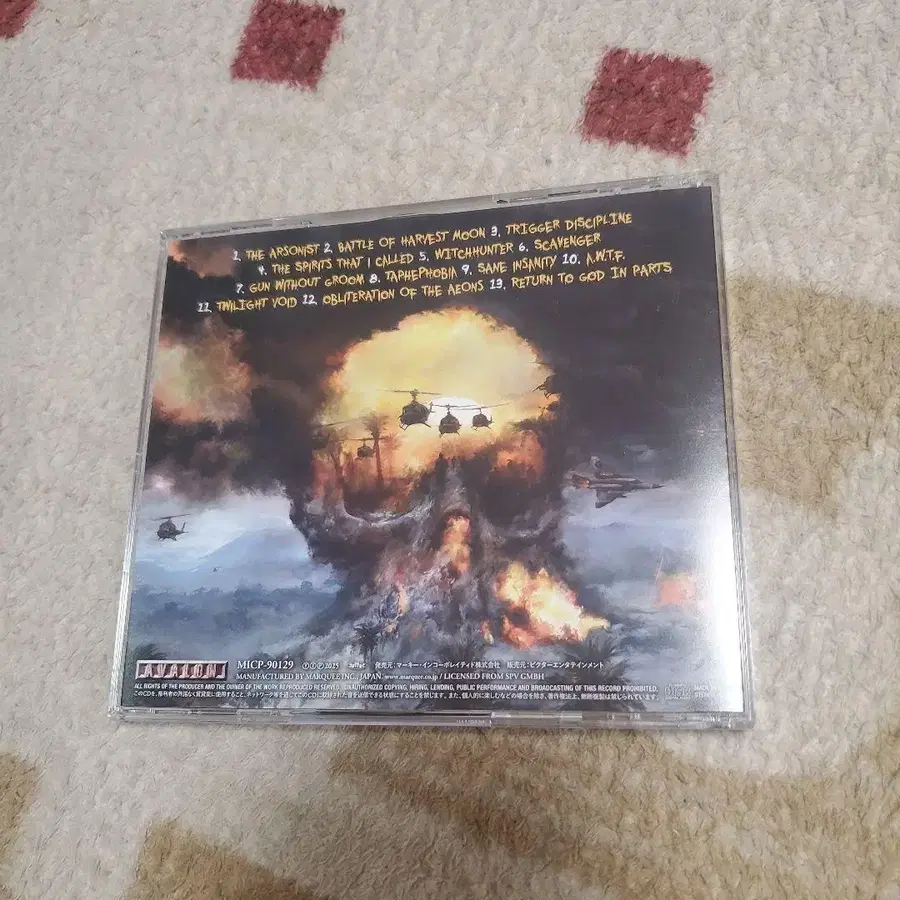 1. THE ARSONIST 2. BATTLE OF HARVEST MOON 3. TRIGGER DISCIPLINE
4. THE SPIRITS THAT I CALLED 5. WITCHHUNTER 6. SCAVENGER
7. GUN WITHOUT GROOM 8. TAPHEPHOBIA 9. SANE INSANITY 10. A.W.T.F.
11. TWILIGHT VOID 12. OBLITERATION OF THE AEONS 13. RETURN TO GOD IN PARTS
AVALON MICP-90129 2025 発売元:マーキー・インコーポレイティド株式会社 販売元:ビクターエンタテインメント
MANUFACTURED BY MARQUEE INC., JAPAN www.marquee.co.jp / LICENSED FROM SPV GMBH
ALL RIGHTS OF THE PRODUCER AND THE OWNER OF THE WORK REPRODUCED RESERVED. UNAUTHORIZED COPYING, HIRING, LENDING, PUBLIC PERFORMANCE AND BROADCASTING OF THIS RECORD PROHIBITED.